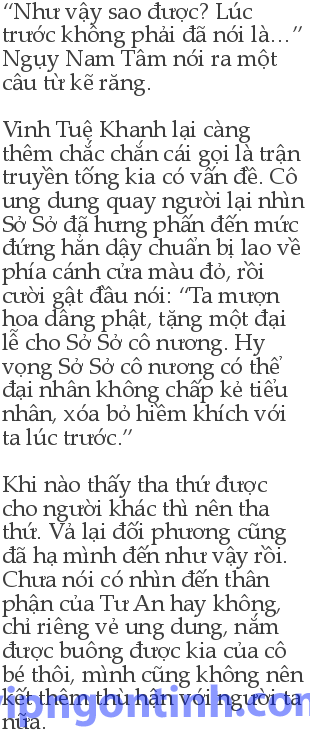 “Như vậy sao được? Lúc
trước không phải đã nói là...”
Ngụy Nam Tâm nói ra một
câu từ kẽ răng.
Vinh Tuệ Khanh lại càng
thêm chắc chắn cái gọi là trận
truyền tống kia có vấn đề. Cô
ung dung quay người lại nhìn
Sở Sở đã hưng phấn đến mức
đứng hẳn dậy chuẩn bị lao về
phía cánh cửa màu đỏ, rồi
cười gật đầu nói: “Ta mượn
hoa dâng phật, tặng một đại
lễ cho Sở Sở cô nương. Hy
vọng Sở Sở cô nương có thể
đại nhân không chấp kẻ tiểu
nhân, xóa bỏ hiềm khích với
ta lúc trước.”
Khi nào thấy tha thứ được
cho người khác thì nên tha
thứ. Vả lại đối phương cũng
đã hạ mình đến như vậy rồi.
Chưa nói có nhìn đến thân
phận của Tư An hay không,
chỉ riêng vẻ ung dung, nắm
được buông được kia của cô
bé thôi, mình cũng không nên
kết thêm thù hận với người ta
nữa.
vipngontinh.com